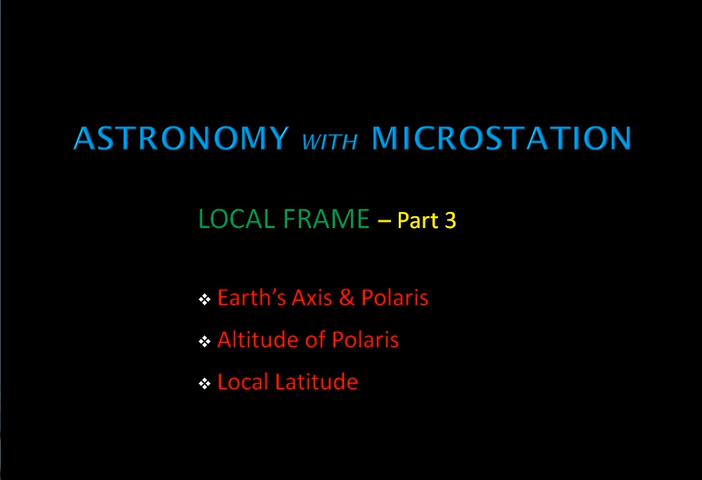 ASTRONOMY WITH MICROSTATION
LOCAL FRAME – Part 3
❖ Earth's Axis & Polaris
❖ Altitude of Polaris
❖ Local Latitude